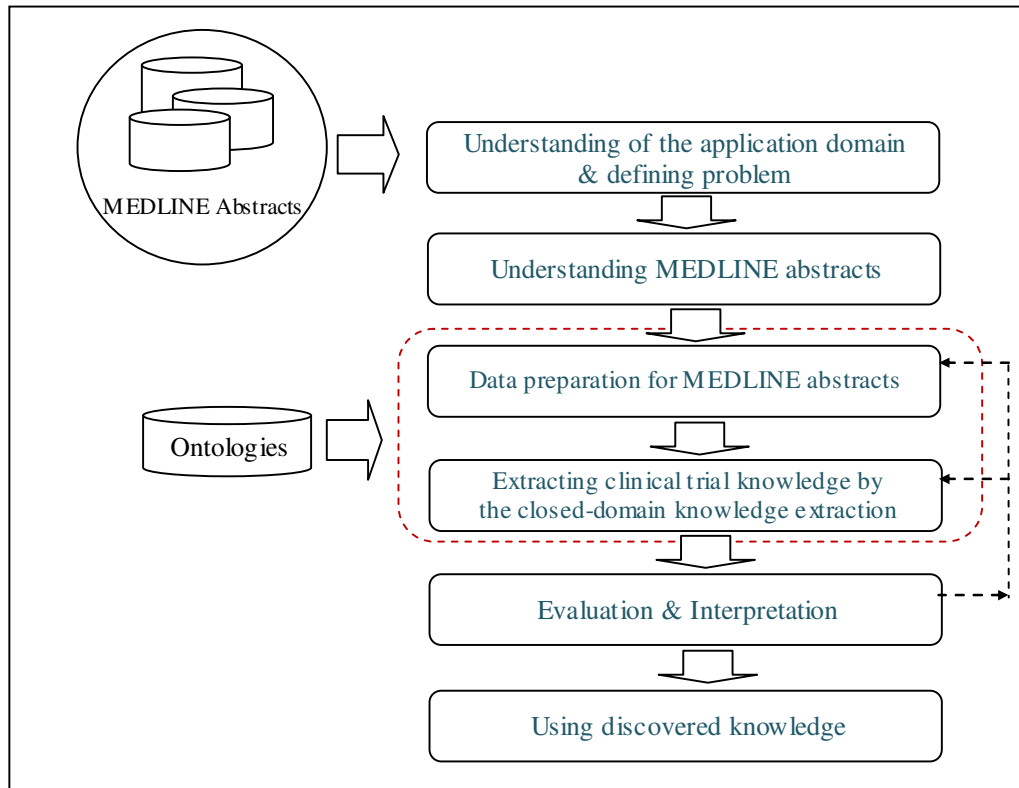 MEDLINE Abstracts
Understanding of the application domain
& defining problem
Understanding MEDLINE abstracts
Data preparation for MEDLINE abstracts
Ontologies
Extracting clinical trial knowledge by
the closed-domain knowledge extraction
Evaluation & Interpretation
Using discovered knowledge